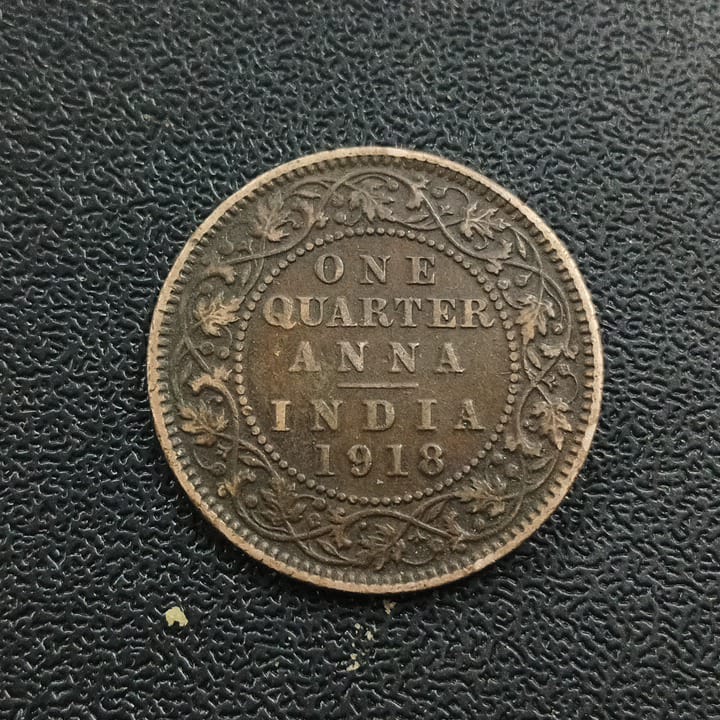 ONE
QUARTER
ANNA
INDIA
1918